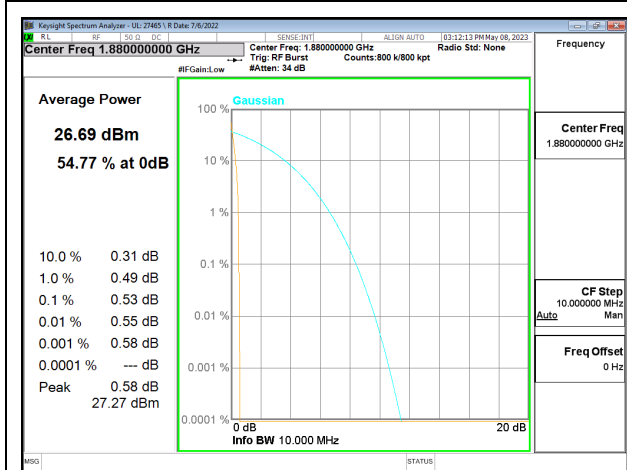 Keysight Spectrum Analyzer - UL: 27465 \ R Date: 7/6/2022
RL RF 50 Ω DC SENSE:INT ALIGN AUTO 03:12:13 PM May 08, 2023
Center Freq 1.880000000 GHz
Center Freq: 1.880000000 GHz Radio Std: None
Trig: RF Burst Counts:800 k/800 kpt
#IFGain:Low #Atten: 34 dB
Frequency
Average Power
26.69 dBm
54.77 % at 0dB
10.0 % 0.31 dB
1.0 % 0.49 dB
0.1 % 0.53 dB
0.01 % 0.55 dB
0.001 % 0.58 dB
0.0001 % --- dB
Peak 0.58 dB
27.27 dBm
Gaussian
100 %
10 %
1 %
0.1 %
0.01 %
0.001 %
0.0001 %
0 dB 20 dB
Info BW 10.000 MHz
Center Freq
1.880000000 GHz
CF Step
10.000000 MHz
Auto Man
Freq Offset
0 Hz
MSG STATUS